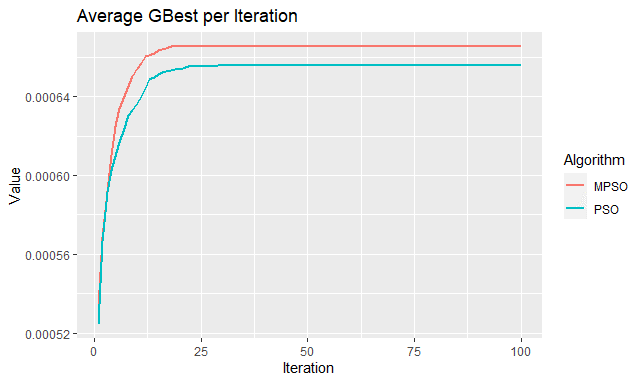 Average GBest per Iteration
Value
0.00064
0.00060
0.00056
0.00052
0
25
50
75
100
Iteration
Algorithm
MPSO
PSO